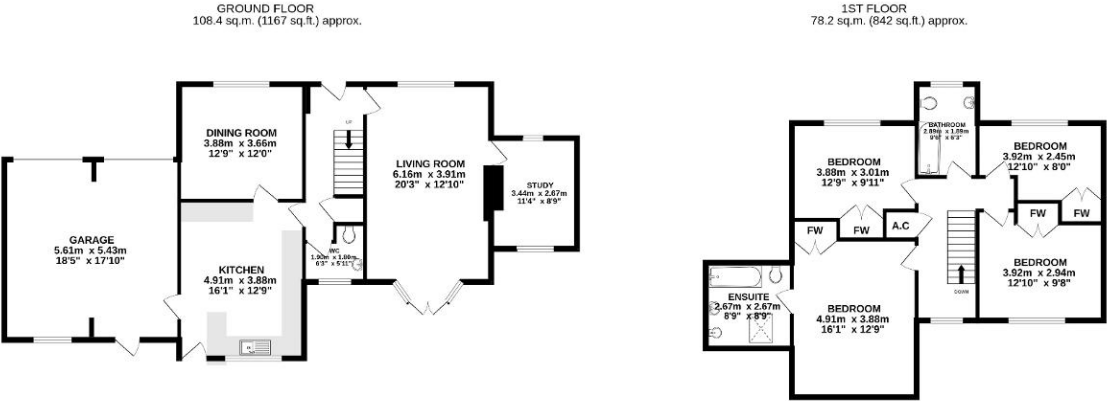 GROUND FLOOR
108.4 sq.m. (1167 sq.ft.) approx.
DINING ROOM
3.88m x 3.66m
12'9" x 12'0"
UP
LIVING ROOM
6.16m x 3.91m
20'3" x 12'10"
STUDY
3.44m x 2.67m
11'4" x 8'9"
GARAGE
5.61m x 5.43m
18'5" x 17'10"
KITCHEN
4.91m x 3.88m
16'1" x 12'9"
WC
1.90m x 1.80m
6'3" x 5'11"
1ST FLOOR
78.2 sq.m. (842 sq.ft.) approx.
BATHROOM
2.89m x 1.89m
9'6" x 6'3"
BEDROOM
3.88m x 3.01m
12'9" x 9'11"
BEDROOM
3.92m x 2.45m
12'10" x 8'0"
FW
FW
A.C
FW
FW
BEDROOM
3.92m x 2.94m
12'10" x 9'8"
DOWN
ENSUITE
2.67m x 2.67m
8'9" x 8'9"
BEDROOM
4.91m x 3.88m
16'1" x 12'9"